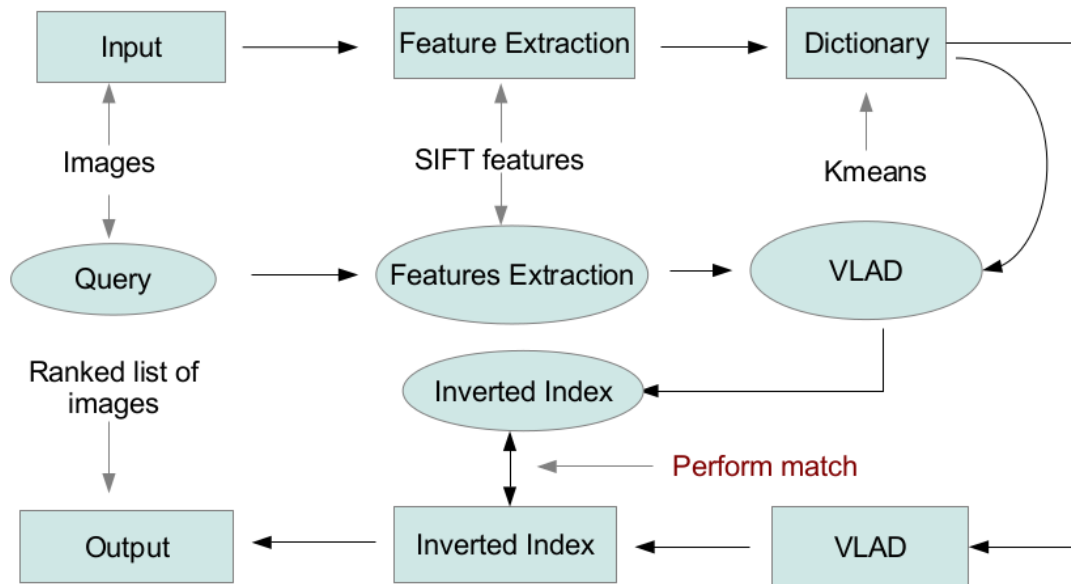 Input
Feature Extraction
Dictionary
Images
SIFT features
Kmeans
Query
Features Extraction
VLAD
Ranked list of
images
Inverted Index
Perform match
Output
Inverted Index
VLAD